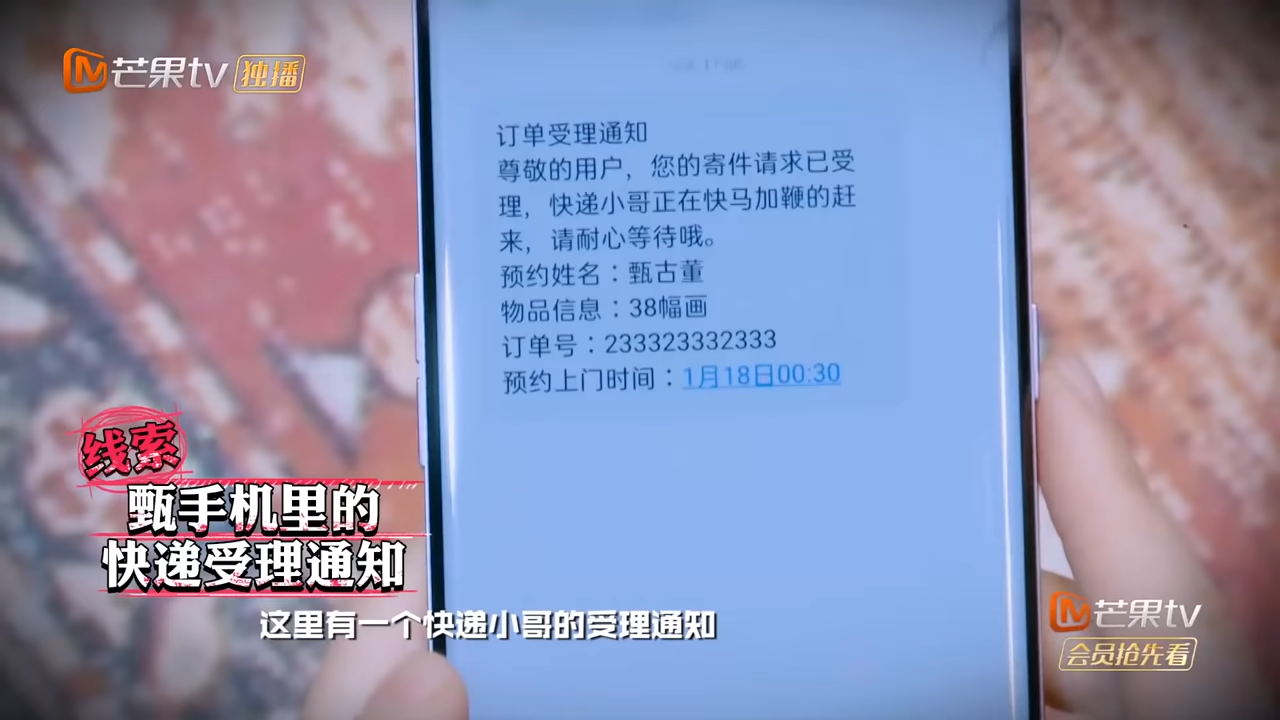 芒果tv 独播
订单受理通知
尊敬的用户，您的寄件请求已受
理，快递小哥正在快马加鞭的赶
来，请耐心等待哦。
预约姓名：甄古董
物品信息：38幅画
订单号：233323332333
预约上门时间：1月18日00:30
线索
甄手机里的
快递受理通知
这里有一个快递小哥的受理通知
芒果tv
会员抢先看